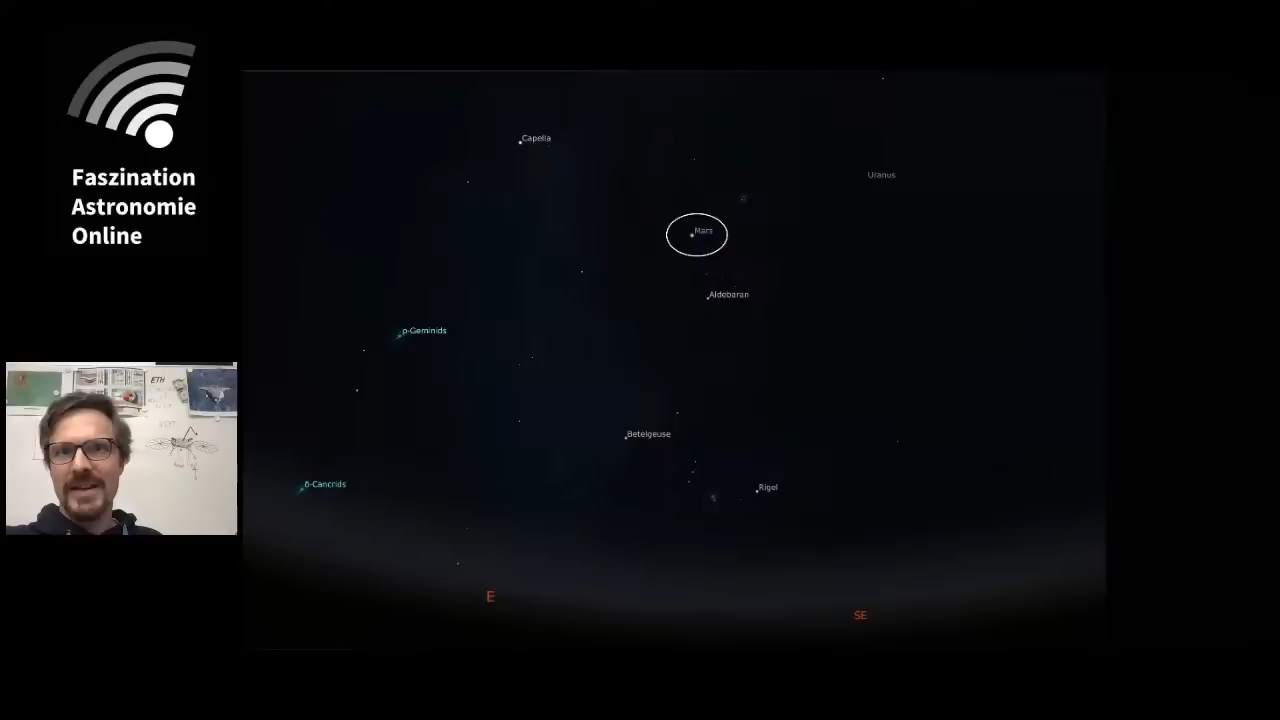 Faszination
Astronomie
Online
Capella
Uranus
Mars
Aldebaran
ρ-Geminids
Betelgeuse
δ-Cancrids
Rigel
E
SE
ETH